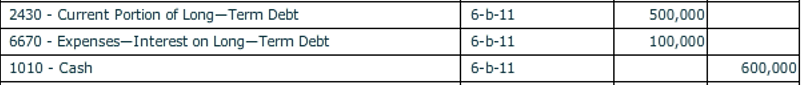 2430 - Current Portion of Long—Term Debt 6-b-11 500,000
6670 - Expenses—Interest on Long—Term Debt 6-b-11 100,000
1010 - Cash 6-b-11 600,000